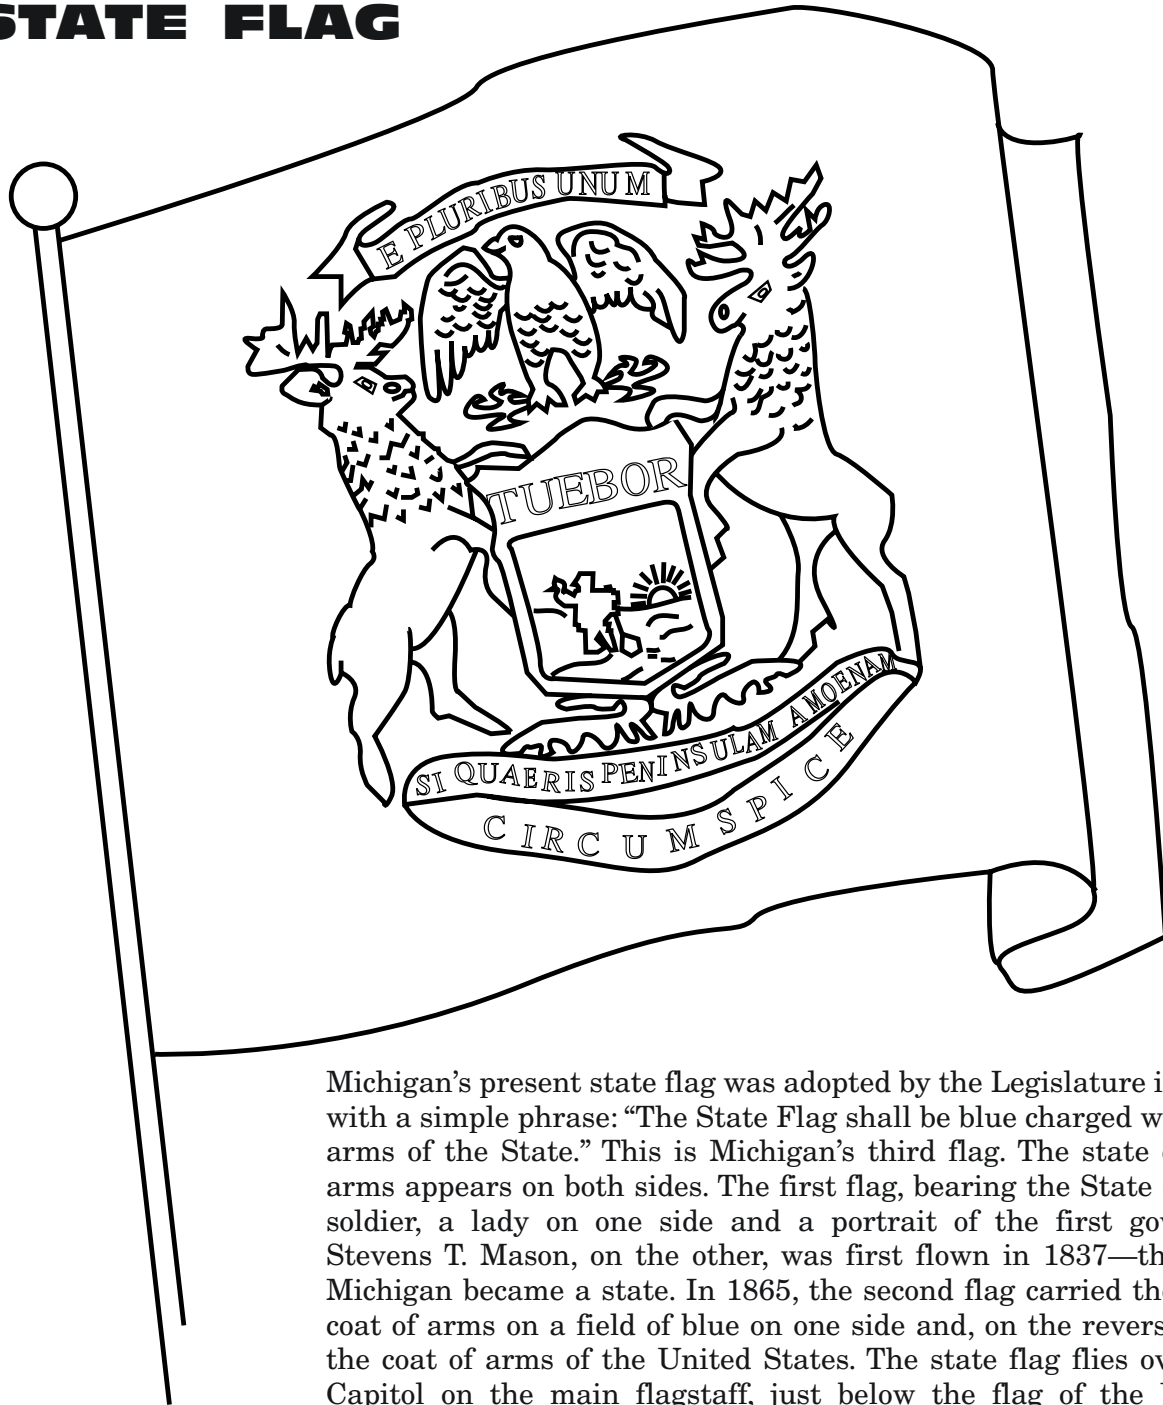 STATE FLAG
E PLURIBUS UNUM
TUEBOR
SI QUAERIS PENINSULAM AMOENAM
CIRCUMSPICE
Michigan’s present state flag was adopted by the Legislature
with a simple phrase: “The State Flag shall be blue charged
arms of the State.” This is Michigan’s third flag. The state
arms appears on both sides. The first flag, bearing the State
soldier, a lady on one side and a portrait of the first
Stevens T. Mason, on the other, was first flown in 1837—
Michigan became a state. In 1865, the second flag carried
coat of arms on a field of blue on one side and, on the
the coat of arms of the United States. The state flag flies
Capitol on the main flagstaff, just below the flag of the